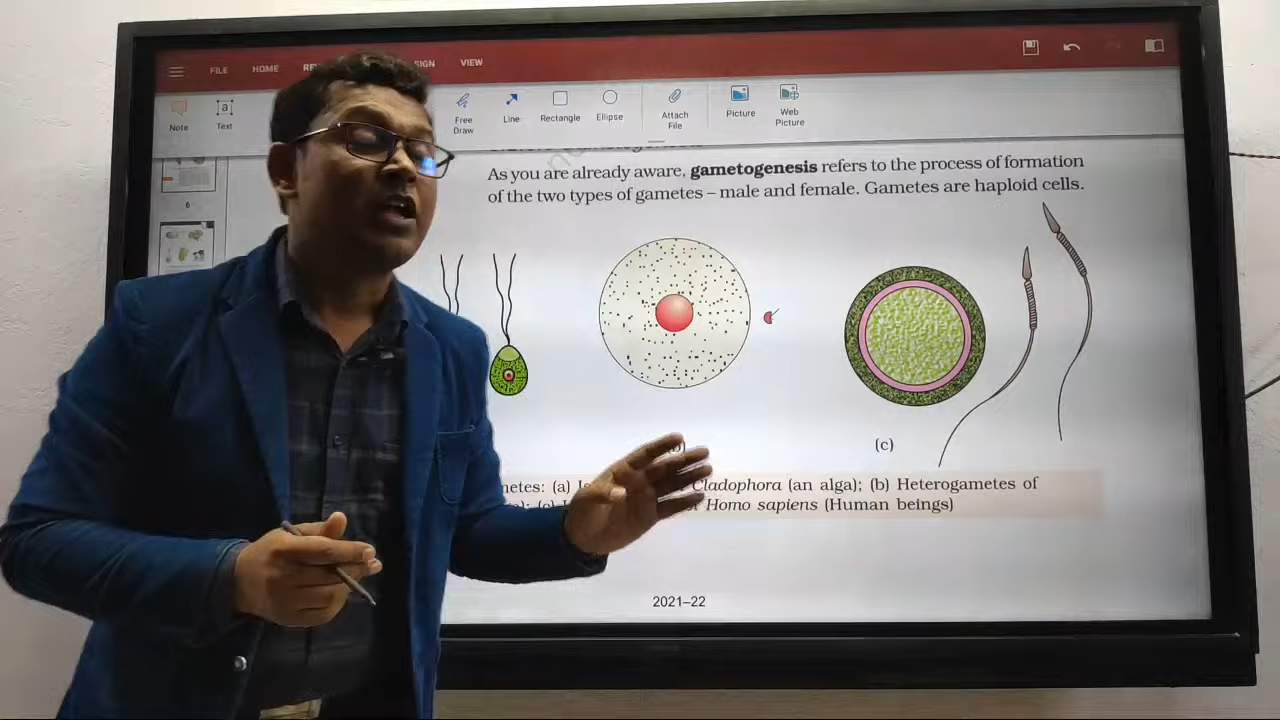 FILE HOME VIEW
Note Text Free Draw Line Rectangle Ellipse Attach File Picture Web Picture
6
As you are already aware, gametogenesis refers to the process of formation
of the two types of gametes – male and female. Gametes are haploid cells.
(c)
Cladophora (an alga); (b) Heterogametes of
Homo sapiens (Human beings)
2021–22